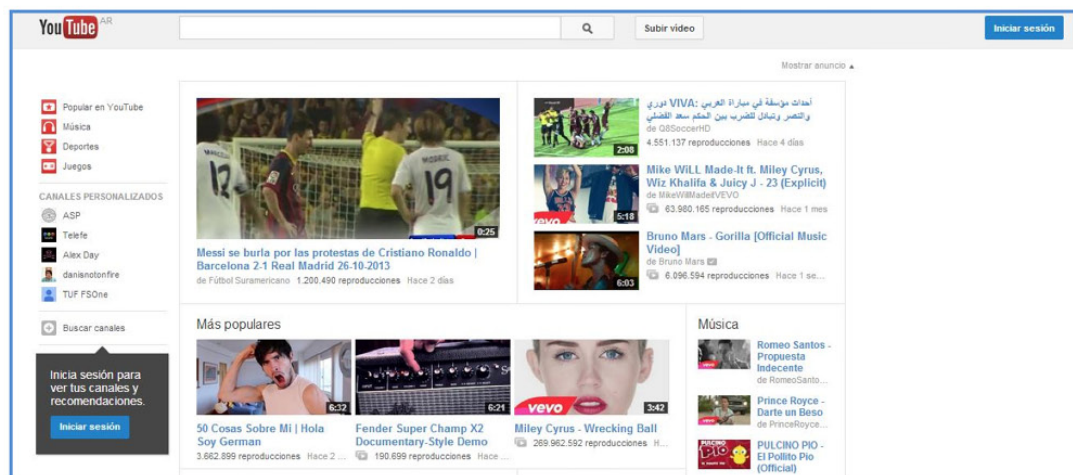 YouTube AR
Subir video
Iniciar sesión
Mostrar anuncio ▲
Popular en YouTube
Música
Deportes
Juegos
CANALES PERSONALIZADOS
ASP
Telefe
Alex Day
danisnotonfire
TUF FSOne
Buscar canales
Inicia sesión para
ver tus canales y
recomendaciones.
Iniciar sesión
12
19
0:25
Messi se burla por las protestas de Cristiano Ronaldo |
Barcelona 2-1 Real Madrid 26-10-2013
de Fútbol Suramericano 1.200.490 reproducciones Hace 2 días
2:08
أحداث مؤسفة في مباراة العربي :VIVA دوري
والنصر وتبادل للضرب بين الحكم سعد الفضلي
de Q8SoccerHD
4.551.137 reproducciones Hace 4 días
vevo
5:18
Mike WiLL Made-It ft. Miley Cyrus,
Wiz Khalifa & Juicy J - 23 (Explicit)
de MikeWillMadeitVEVO
63.980.165 reproducciones Hace 1 mes
6:03
Bruno Mars - Gorilla [Official Music
Video]
de Bruno Mars
6.096.594 reproducciones Hace 1 se...
Más populares
6:32
50 Cosas Sobre Mi | Hola
Soy German
3.662.899 reproducciones Hace 2 ...
6:21
Fender Super Champ X2
Documentary-Style Demo
190.699 reproducciones Hace ...
vevo
3:42
Miley Cyrus - Wrecking Ball
269.962.592 reproducciones H...
Música
vevo
Romeo Santos -
Propuesta
Indecente
de RomeoSanto...
vevo
Prince Royce -
Darte un Beso
de PrinceRoyce...
PULCINO
PIO
PULCINO PIO -
El Pollito Pio
(Official)